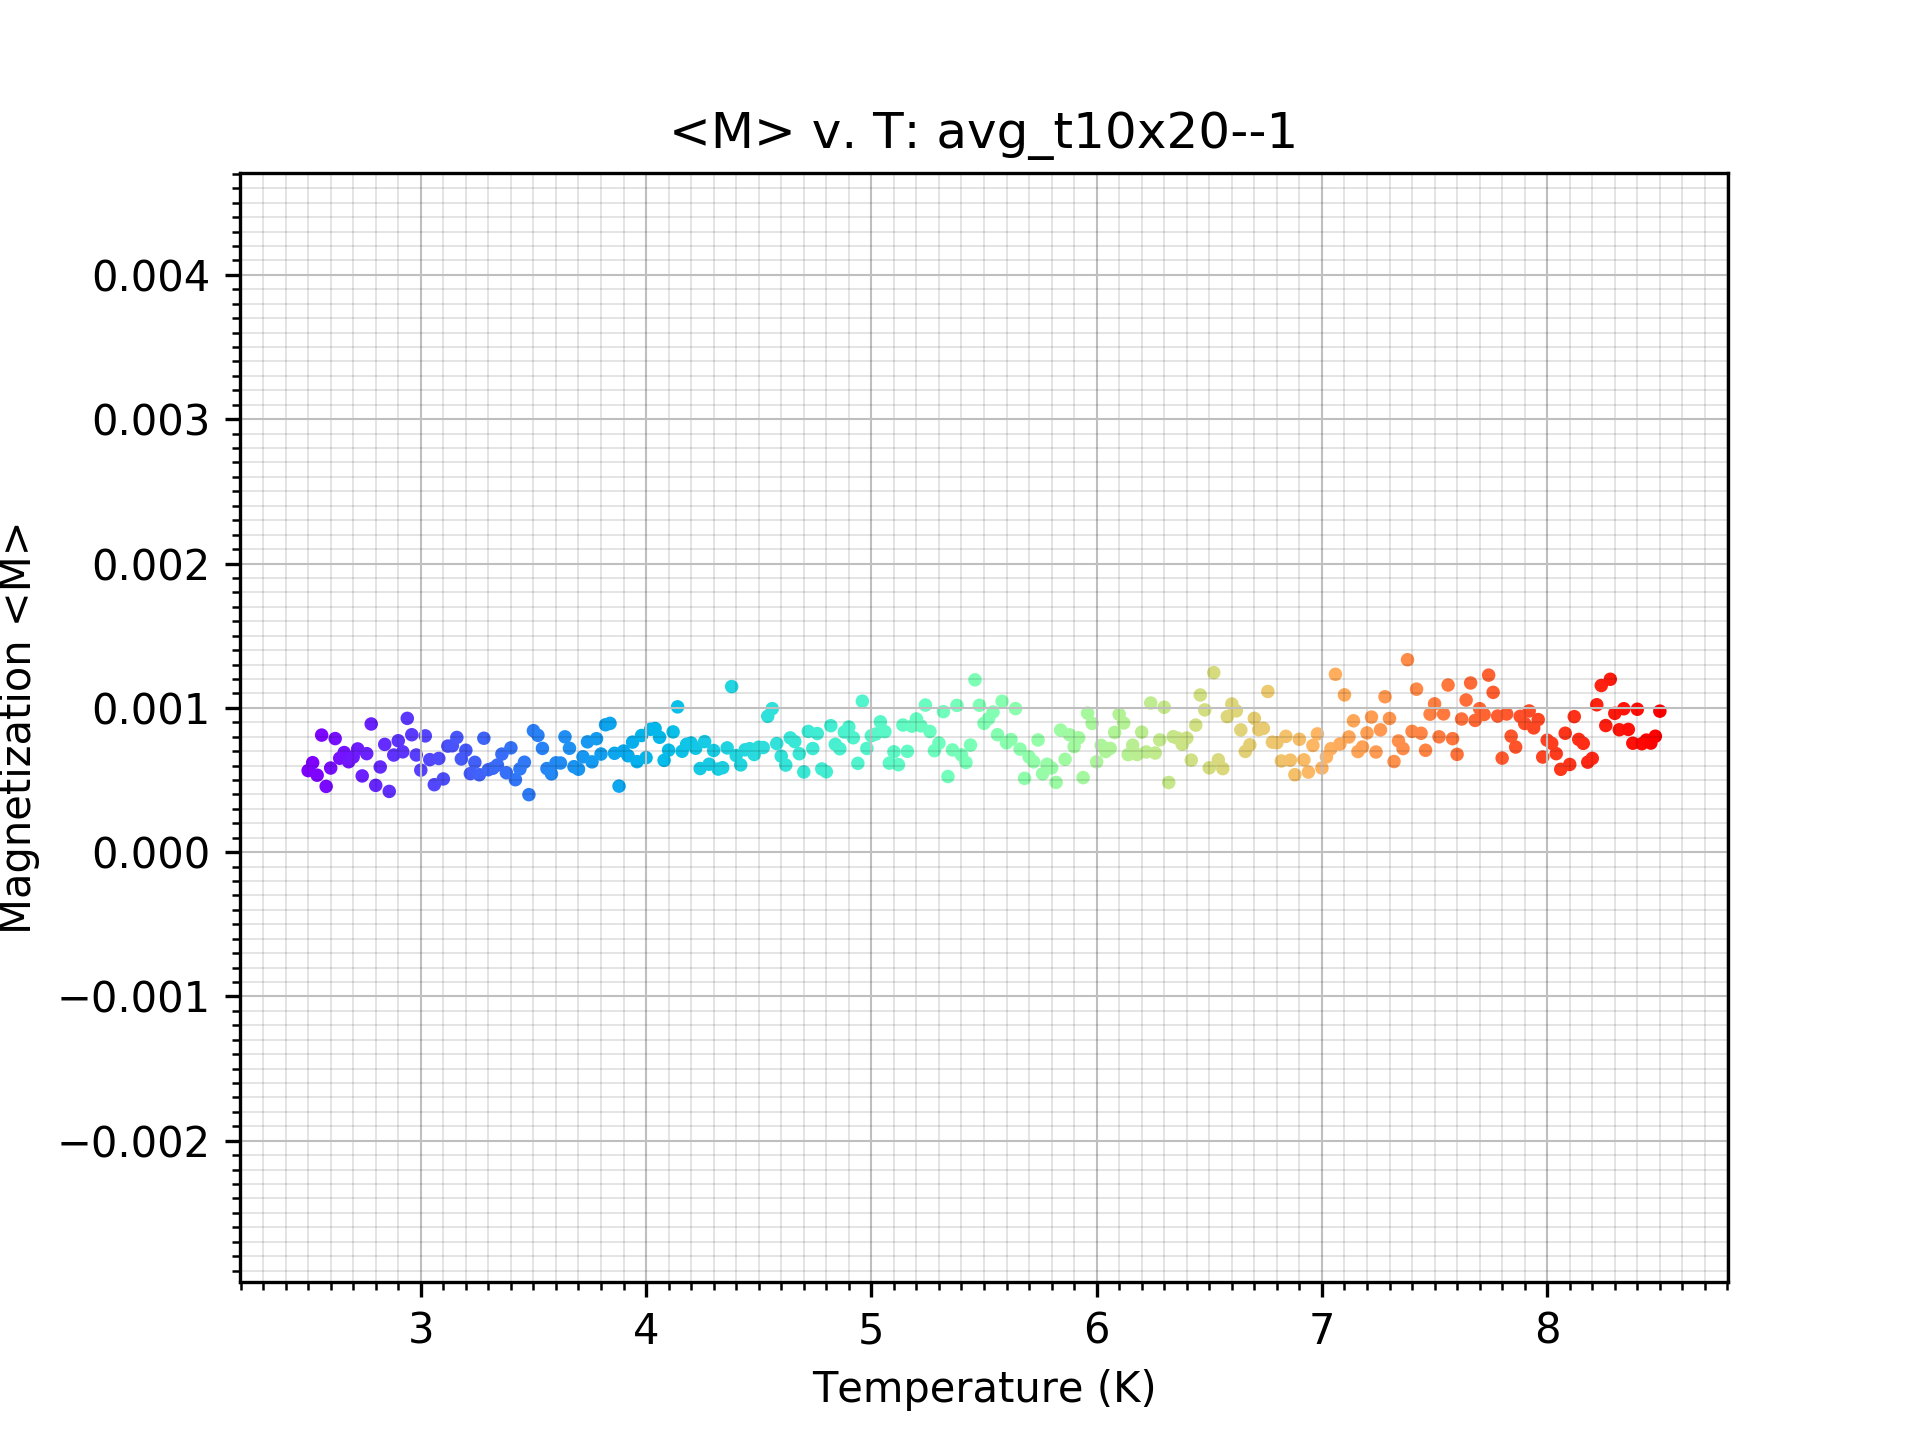 <M> v. T: avg_t10x20--1
Magnetization <M>
0.004
0.003
0.002
0.001
0.000
−0.001
−0.002
3 4 5 6 7 8
Temperature (K)